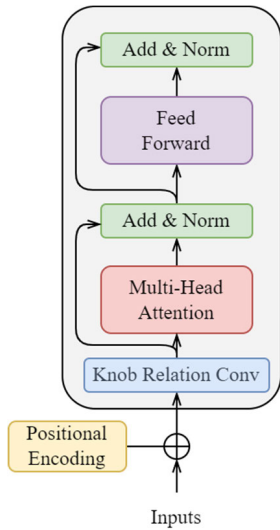 Add & Norm
Feed
Forward
Add & Norm
Multi-Head
Attention
Knob Relation Conv
Positional
Encoding
Inputs